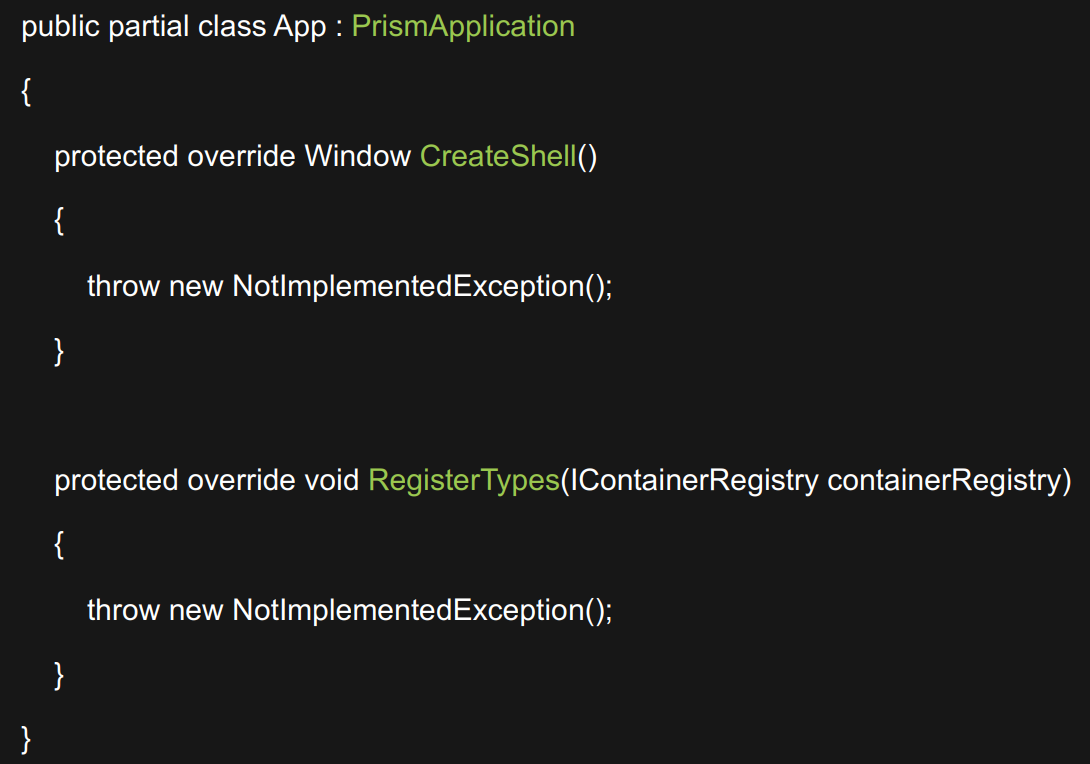 public partial class App : PrismApplication
{
protected override Window CreateShell()
{
throw new NotImplementedException();
}
protected override void RegisterTypes(IContainerRegistry containerRegistry)
{
throw new NotImplementedException();
}
}